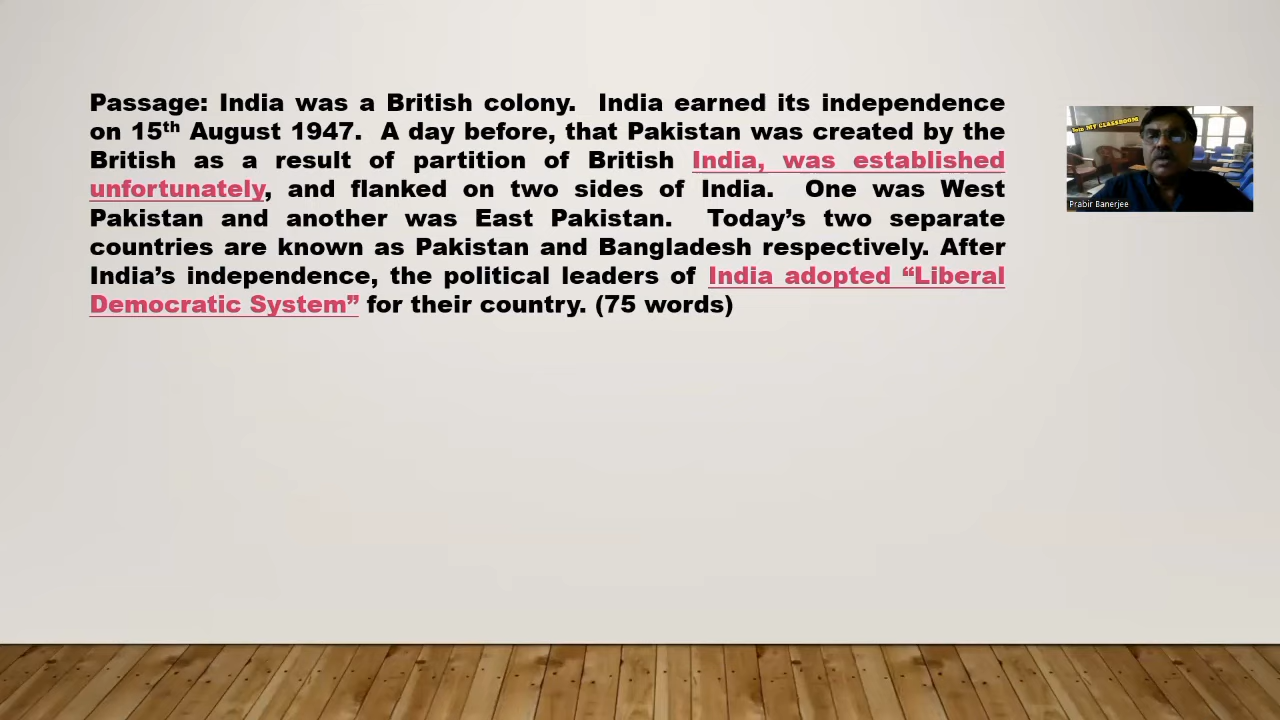 Passage: India was a British colony. India earned its independence
on 15th August 1947. A day before, that Pakistan was created by the
British as a result of partition of British India, was established
unfortunately, and flanked on two sides of India. One was West
Pakistan and another was East Pakistan. Today’s two separate
countries are known as Pakistan and Bangladesh respectively. After
India’s independence, the political leaders of India adopted “Liberal
Democratic System” for their country. (75 words)
Join MY CLASSROOM
Prabir Banerjee